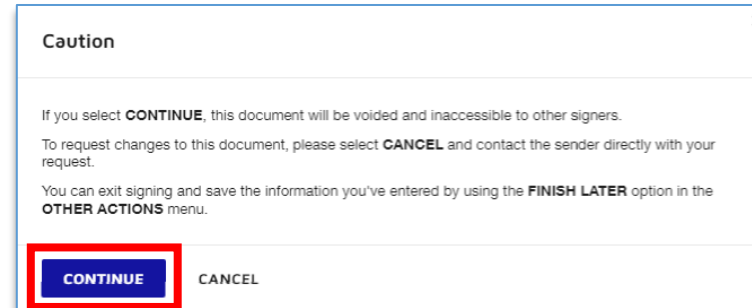 Caution
If you select CONTINUE, this document will be voided and inaccessible to other signers.
To request changes to this document, please select CANCEL and contact the sender directly with your
request.
You can exit signing and save the information you've entered by using the FINISH LATER option in the
OTHER ACTIONS menu.
CONTINUE CANCEL